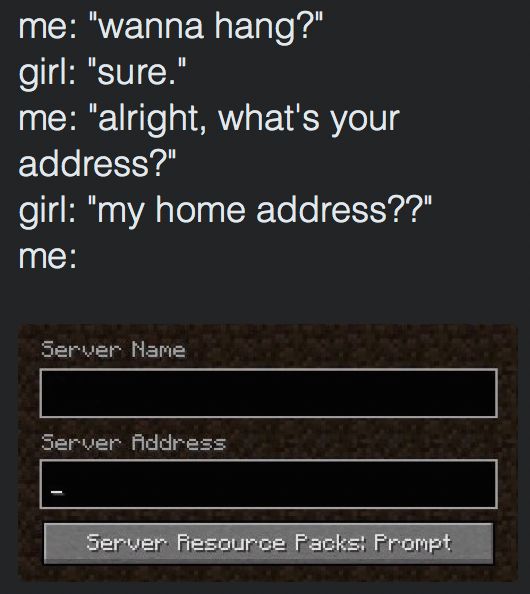 me: "wanna hang?"
girl: "sure."
me: "alright, what's your
address?"
girl: "my home address??"
me:
Server Name
Server Address
_
Server Resource Packs: Prompt